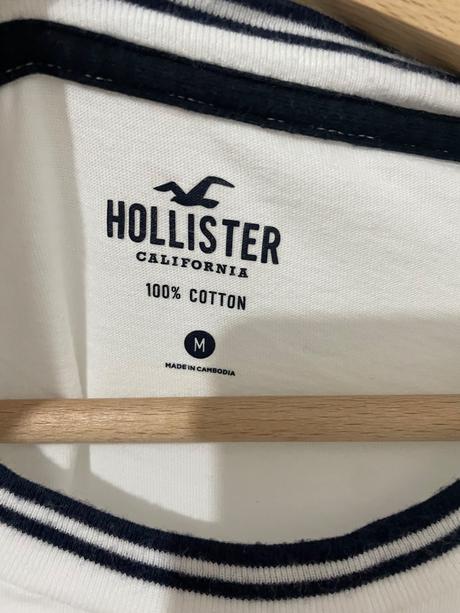 HOLLISTER
CALIFORNIA
100% COTTON
M
MADE IN CAMBODIA